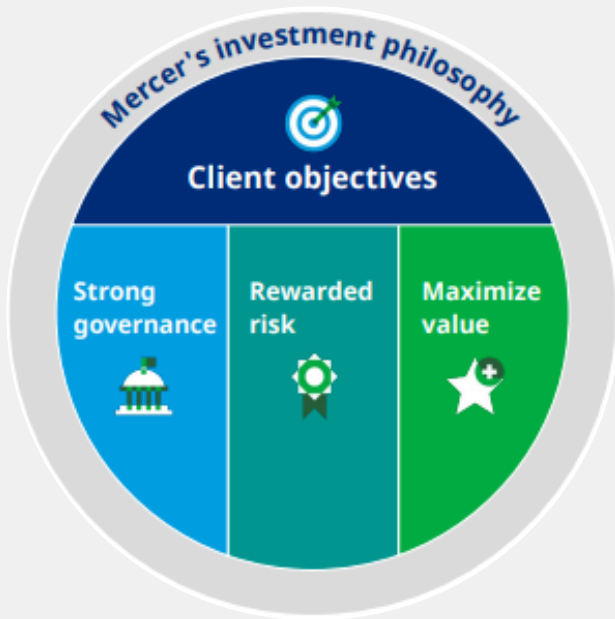 Mercer's investment philosophy
Client objectives
Strong
governance
Rewarded
risk
Maximize
value